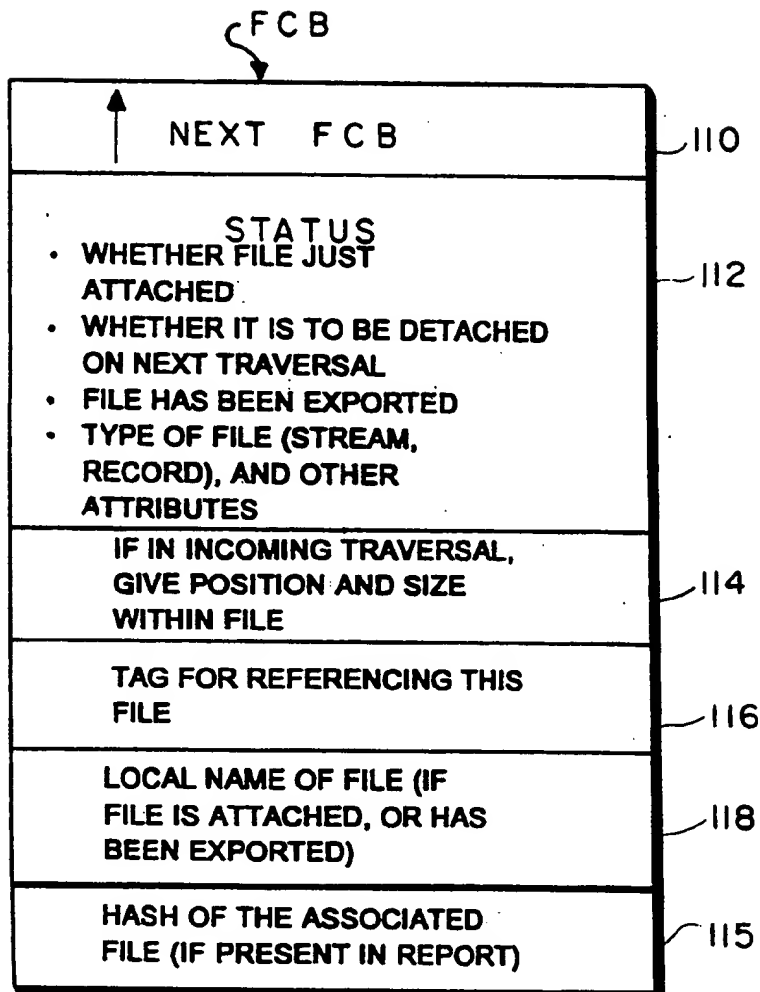 FCB
NEXT FCB
110
STATUS
112
• WHETHER FILE JUST
ATTACHED
• WHETHER IT IS TO BE DETACHED
ON NEXT TRAVERSAL
• FILE HAS BEEN EXPORTED
• TYPE OF FILE (STREAM,
RECORD), AND OTHER
ATTRIBUTES
IF IN INCOMING TRAVERSAL,
GIVE POSITION AND SIZE
WITHIN FILE
114
TAG FOR REFERENCING THIS
FILE
116
LOCAL NAME OF FILE (IF
FILE IS ATTACHED, OR HAS
BEEN EXPORTED)
118
HASH OF THE ASSOCIATED
FILE (IF PRESENT IN REPORT)
115